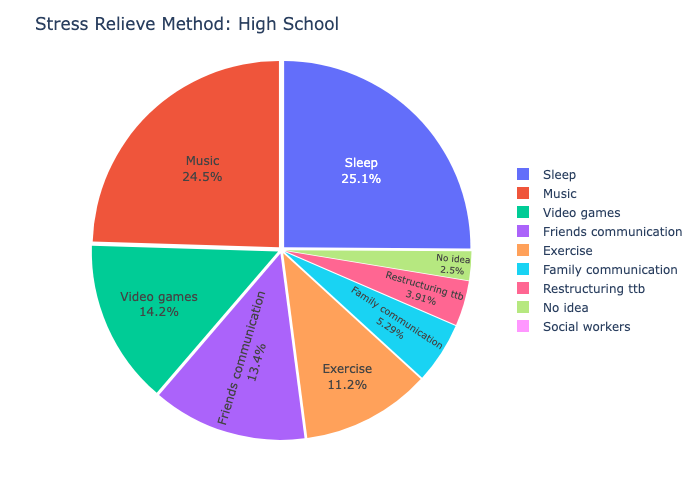 Stress Relieve Method: High School
Music
24.5%
Sleep
25.1%
Video games
14.2%
Friends communication
13.4%
Exercise
11.2%
Family communication
5.29%
Restructuring ttb
3.91%
No idea
2.5%
Sleep
Music
Video games
Friends communication
Exercise
Family communication
Restructuring ttb
No idea
Social workers